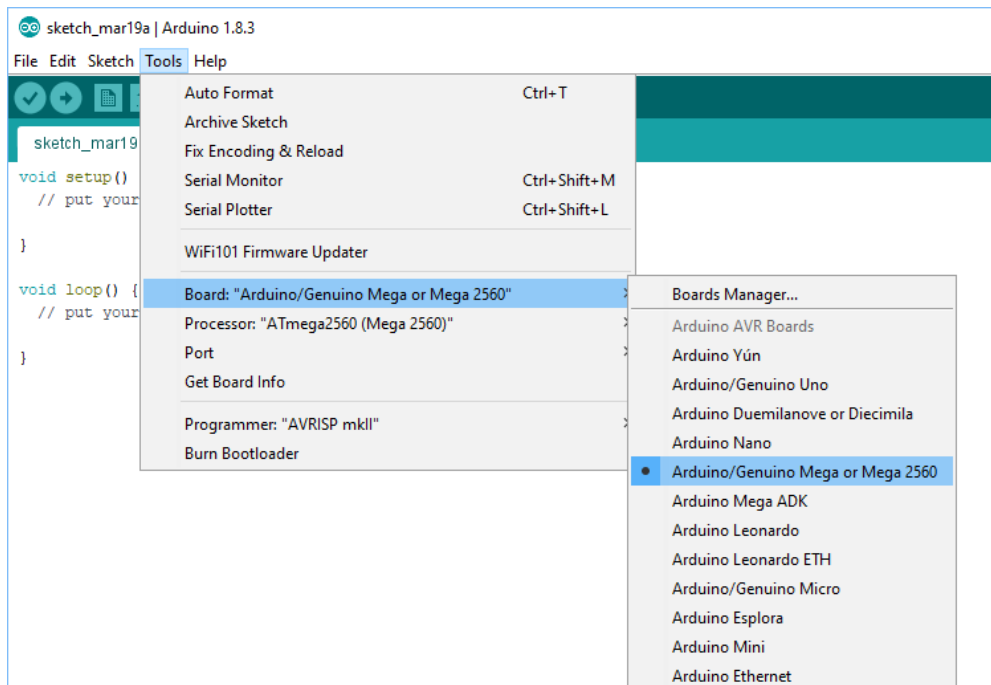 sketch_mar19a | Arduino 1.8.3
File Edit Sketch Tools Help
sketch_mar19
void setup()
// put your
}
void loop() {
// put your
}
Auto Format Ctrl+T
Archive Sketch
Fix Encoding & Reload
Serial Monitor Ctrl+Shift+M
Serial Plotter Ctrl+Shift+L
WiFi101 Firmware Updater
Board: "Arduino/Genuino Mega or Mega 2560"
Processor: "ATmega2560 (Mega 2560)"
Port
Get Board Info
Programmer: "AVRISP mkII"
Burn Bootloader
Boards Manager...
Arduino AVR Boards
Arduino Yún
Arduino/Genuino Uno
Arduino Duemilanove or Diecimila
Arduino Nano
Arduino/Genuino Mega or Mega 2560
Arduino Mega ADK
Arduino Leonardo
Arduino Leonardo ETH
Arduino/Genuino Micro
Arduino Esplora
Arduino Mini
Arduino Ethernet